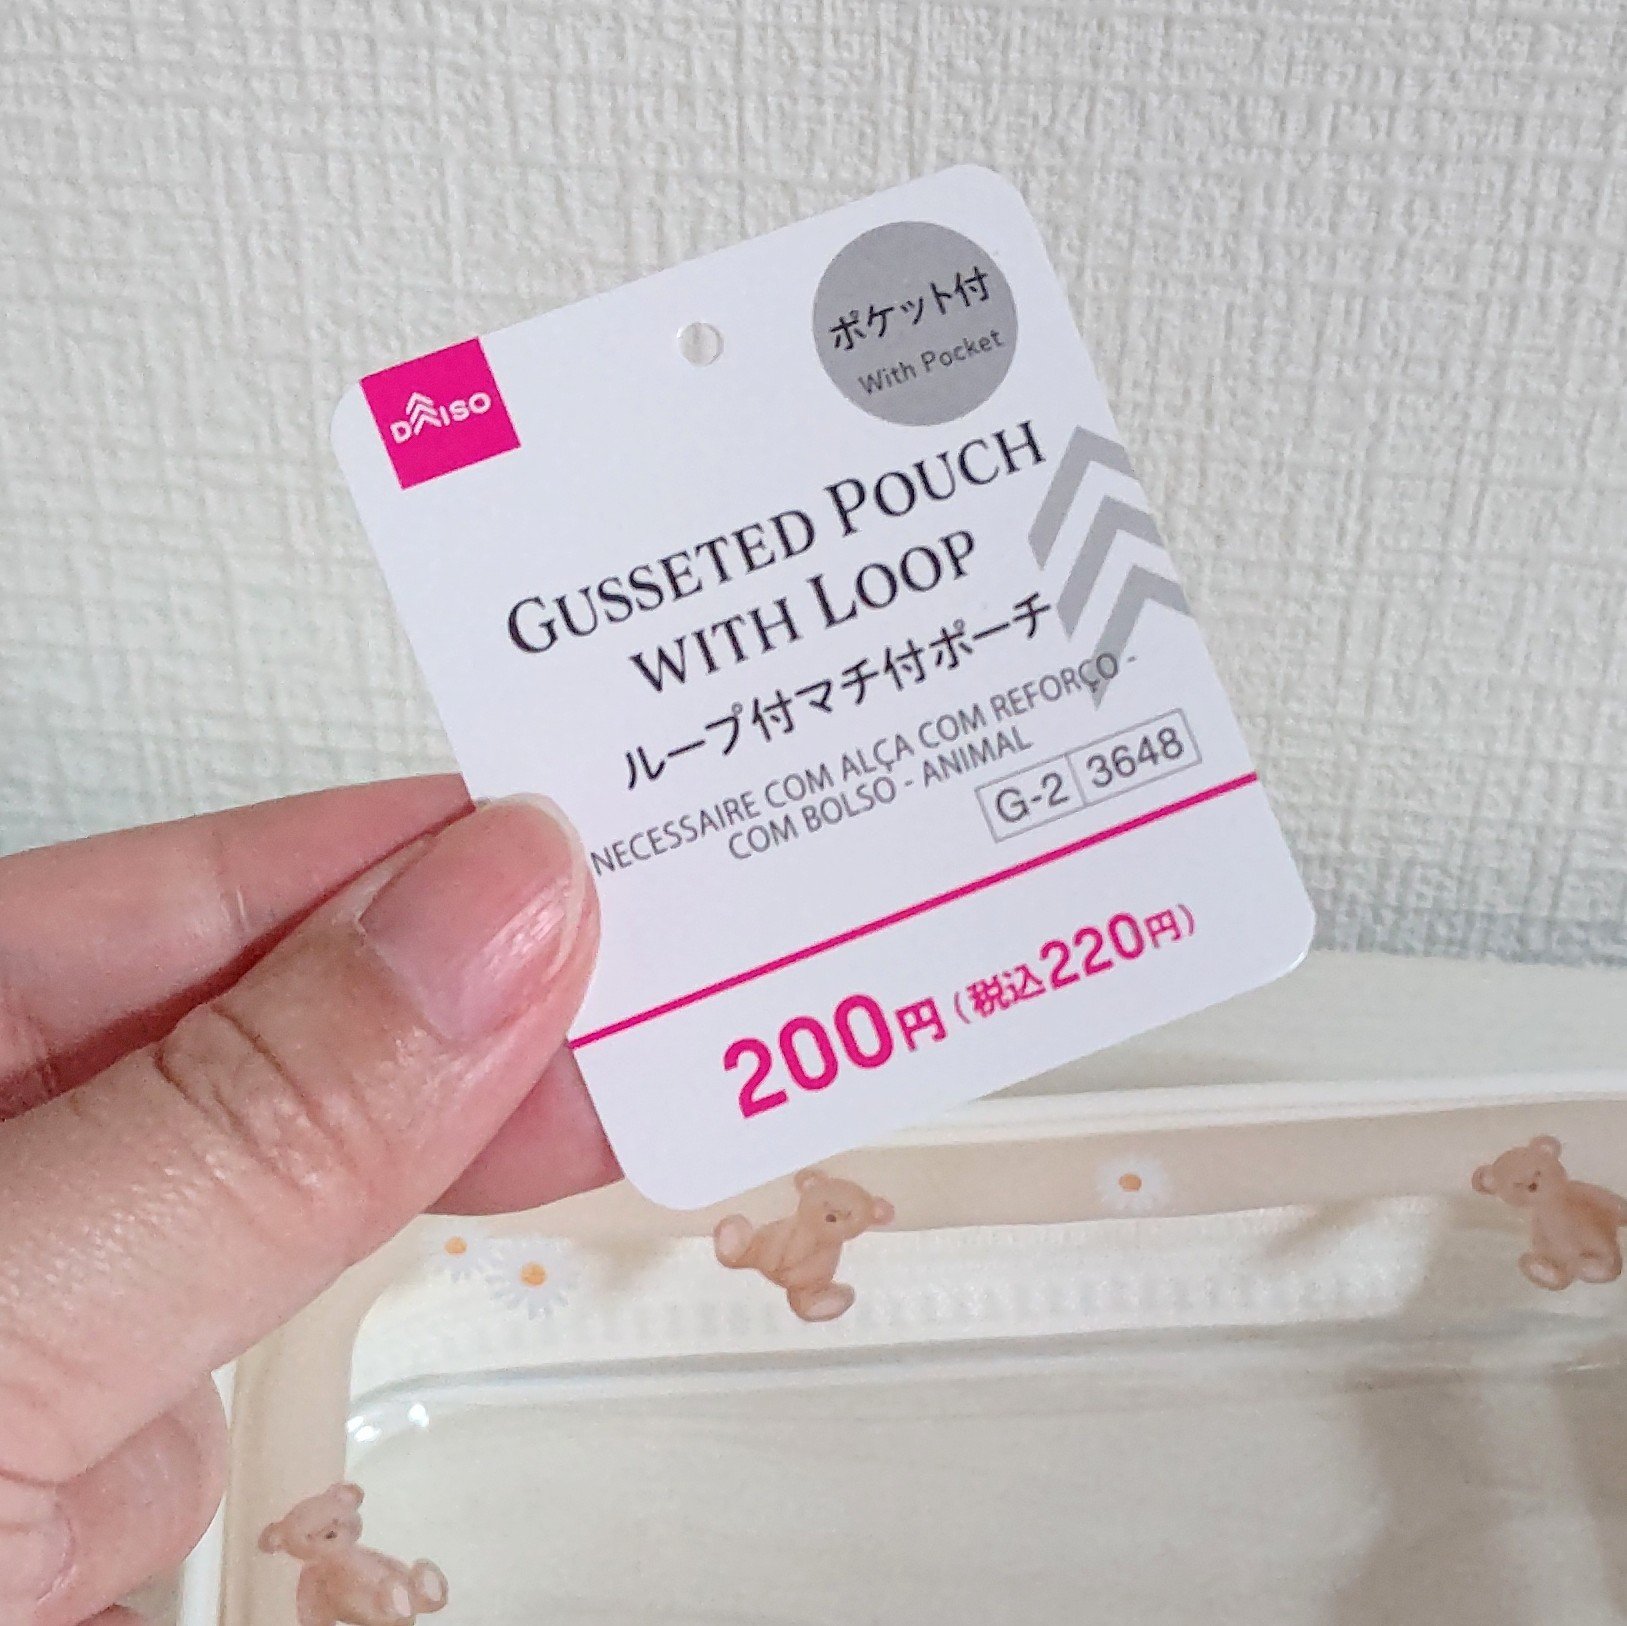 DAISO
ポケット付
With Pocket
GUSSETED POUCH
WITH LOOP
ループ付マチ付ポーチ
NECESSAIRE COM ALÇA COM REFORÇO -
COM BOLSO - ANIMAL
G-2 3648
200円(税込220円)